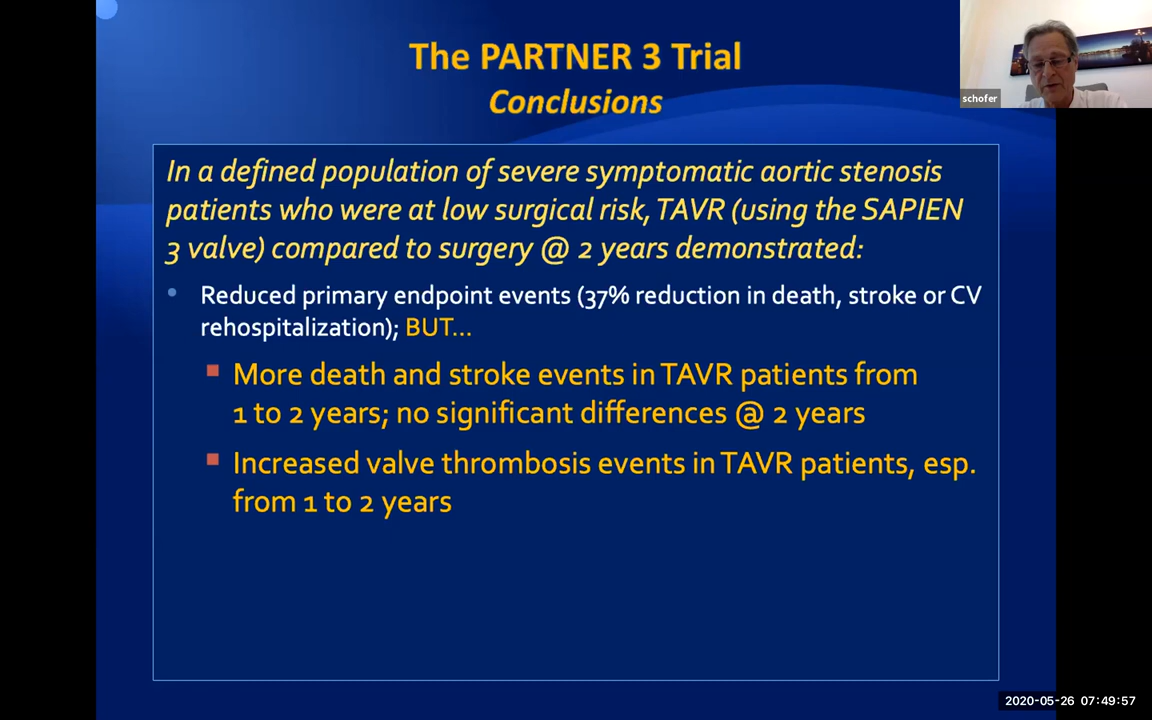 The PARTNER 3 Trial
Conclusions
schofer
In a defined population of severe symptomatic aortic stenosis
patients who were at low surgical risk, TAVR (using the SAPIEN
3 valve) compared to surgery @ 2 years demonstrated:
• Reduced primary endpoint events (37% reduction in death, stroke or CV
rehospitalization); BUT...
▪ More death and stroke events in TAVR patients from
1 to 2 years; no significant differences @ 2 years
▪ Increased valve thrombosis events in TAVR patients, esp.
from 1 to 2 years
2020-05-26 07:49:57